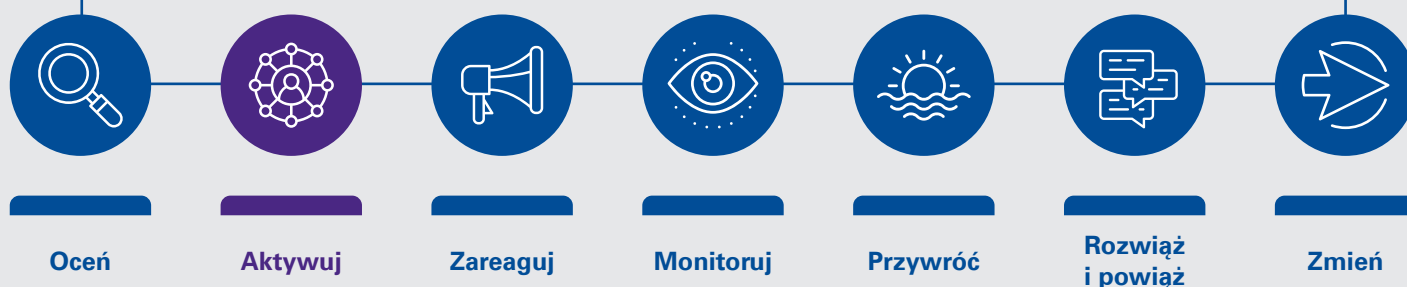 Oceń
Aktywuj
Zareaguj
Monitoruj
Przywróć
Rozwiąż
i powiąż
Zmień